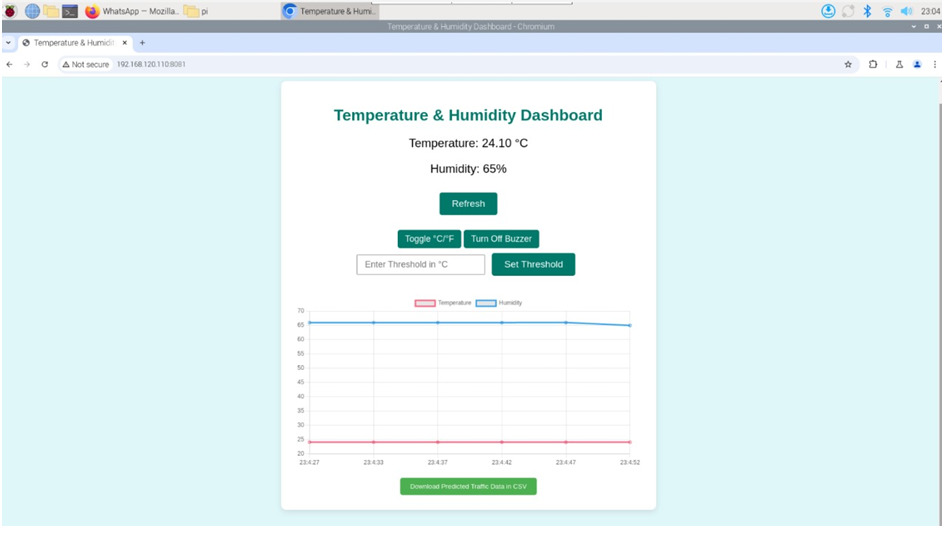 WhatsApp — Mozilla..
pi
Temperature & Humi..
23:04
Temperature & Humidity Dashboard - Chromium
Temperature & Humidit
Not secure
192.168.120.110:8081
Temperature & Humidity Dashboard
Temperature: 24.10 °C
Humidity: 65%
Refresh
Toggle °C/°F
Turn Off Buzzer
Enter Threshold in °C
Set Threshold
Temperature
Humidity
70
65
60
55
50
45
40
35
30
25
20
23:4:27
23:4:33
23:4:37
23:4:42
23:4:47
23:4:52
Download Predicted Traffic Data in CSV